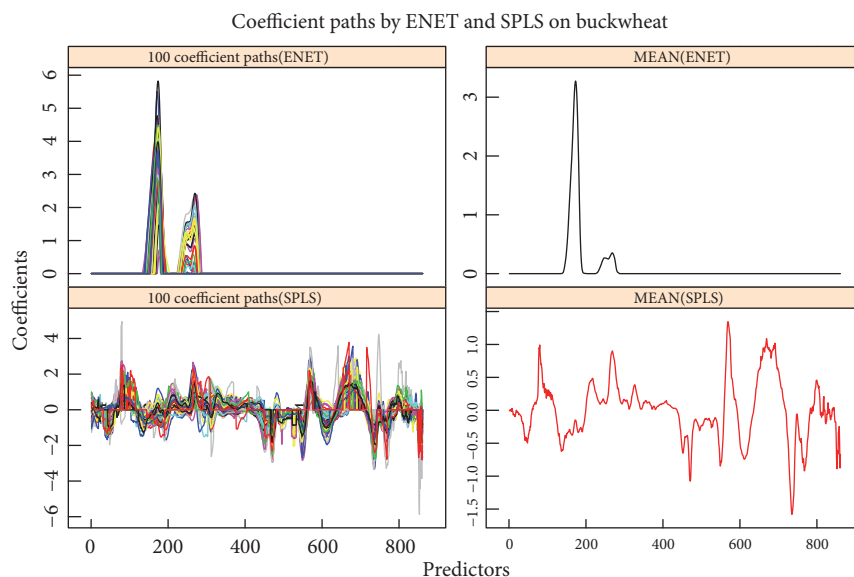 Coefficient paths by ENET and SPLS on buckwheat
100 coefficient paths(ENET)
MEAN(ENET)
6
5
4
3
2
1
0
3
2
1
0
100 coefficient paths(SPLS)
MEAN(SPLS)
4
2
0
−2
−4
−6
1.0
0.5
0.0
−0.5
−1.0
−1.5
0 200 400 600 800
0 200 400 600 800
Coefficients
Predictors